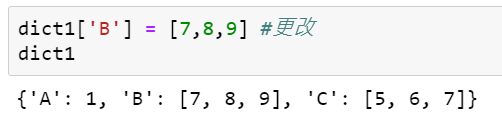 dict1['B'] = [7,8,9] #更改
dict1
{'A': 1, 'B': [7, 8, 9], 'C': [5, 6, 7]}